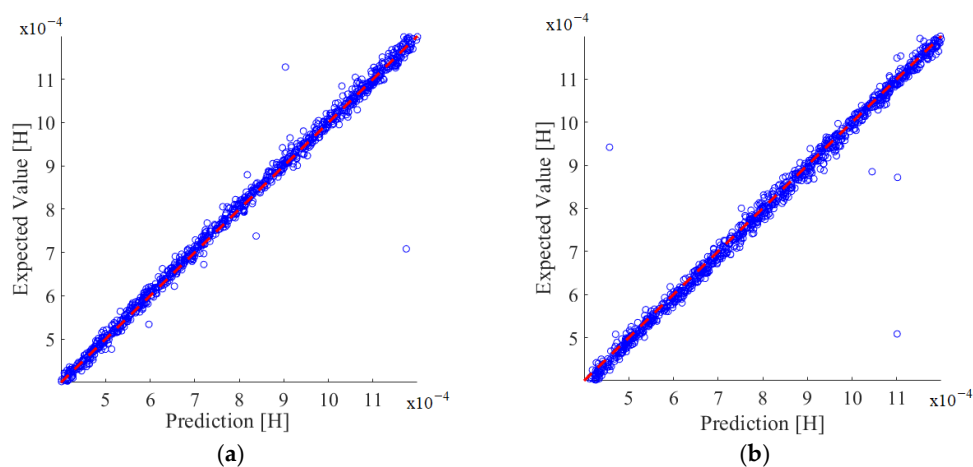 x10-4
11
10
9
8
7
6
5
Expected Value [H]
5 6 7 8 9 10 11 x10-4
Prediction [H]
(a)
x10-4
11
10
9
8
7
6
5
Expected Value [H]
5 6 7 8 9 10 11 x10-4
Prediction [H]
(b)